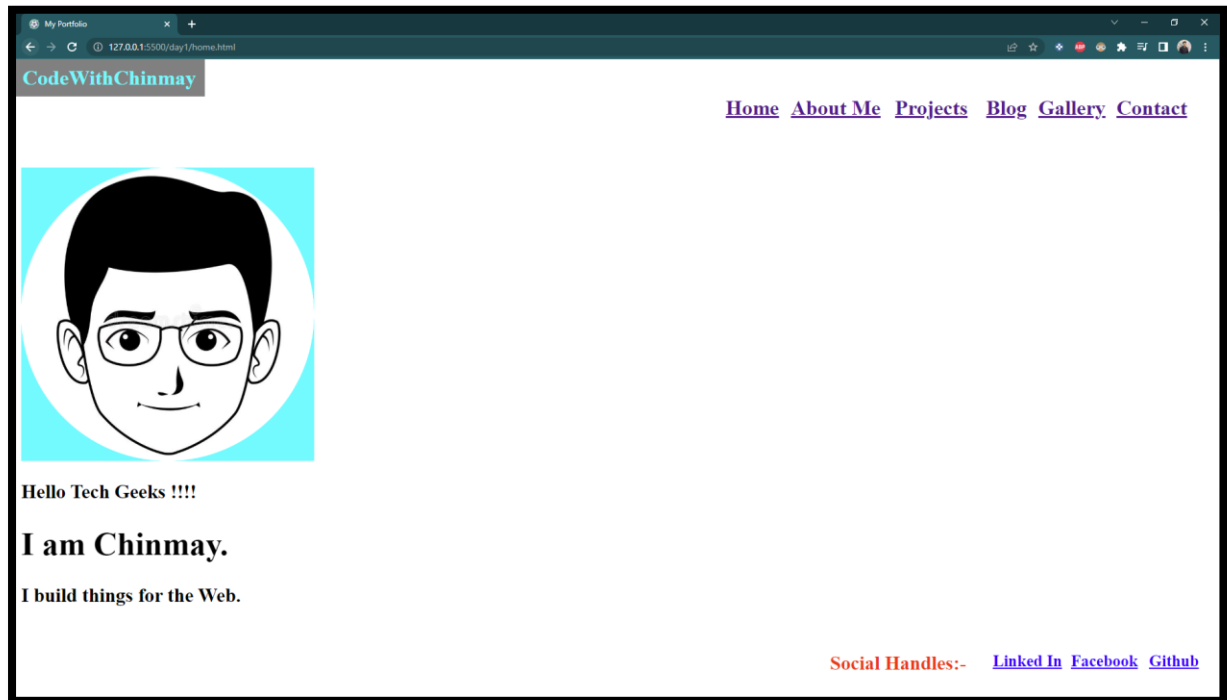 My Portfolio
127.0.0.1:5500/day1/home.html
CodeWithChinmay
Home About Me Projects Blog Gallery Contact
Hello Tech Geeks !!!!
I am Chinmay.
I build things for the Web.
Social Handles:- Linked In Facebook Github